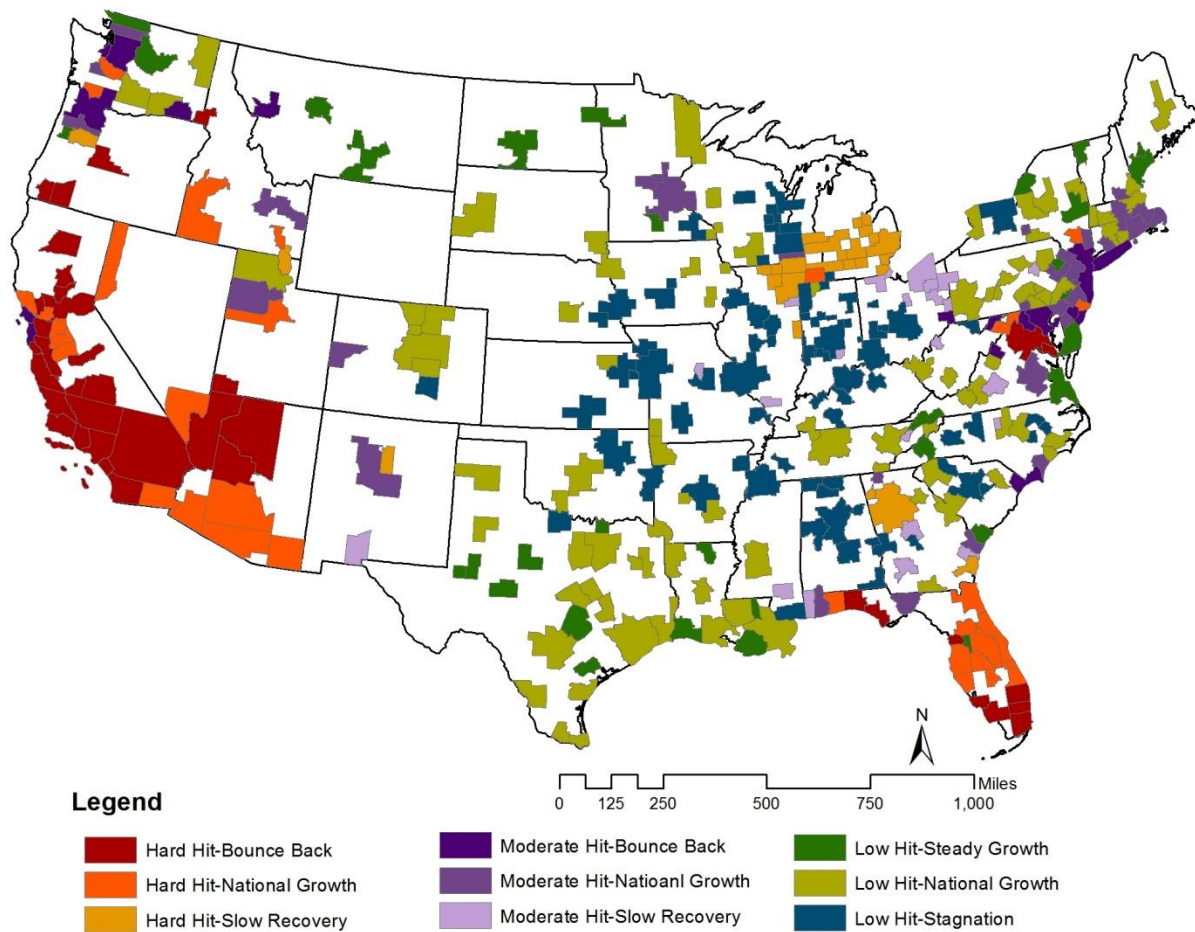 N
Miles
0 125 250 500 750 1,000
Legend
Hard Hit-Bounce Back
Hard Hit-National Growth
Hard Hit-Slow Recovery
Moderate Hit-Bounce Back
Moderate Hit-Natioanl Growth
Moderate Hit-Slow Recovery
Low Hit-Steady Growth
Low Hit-National Growth
Low Hit-Stagnation